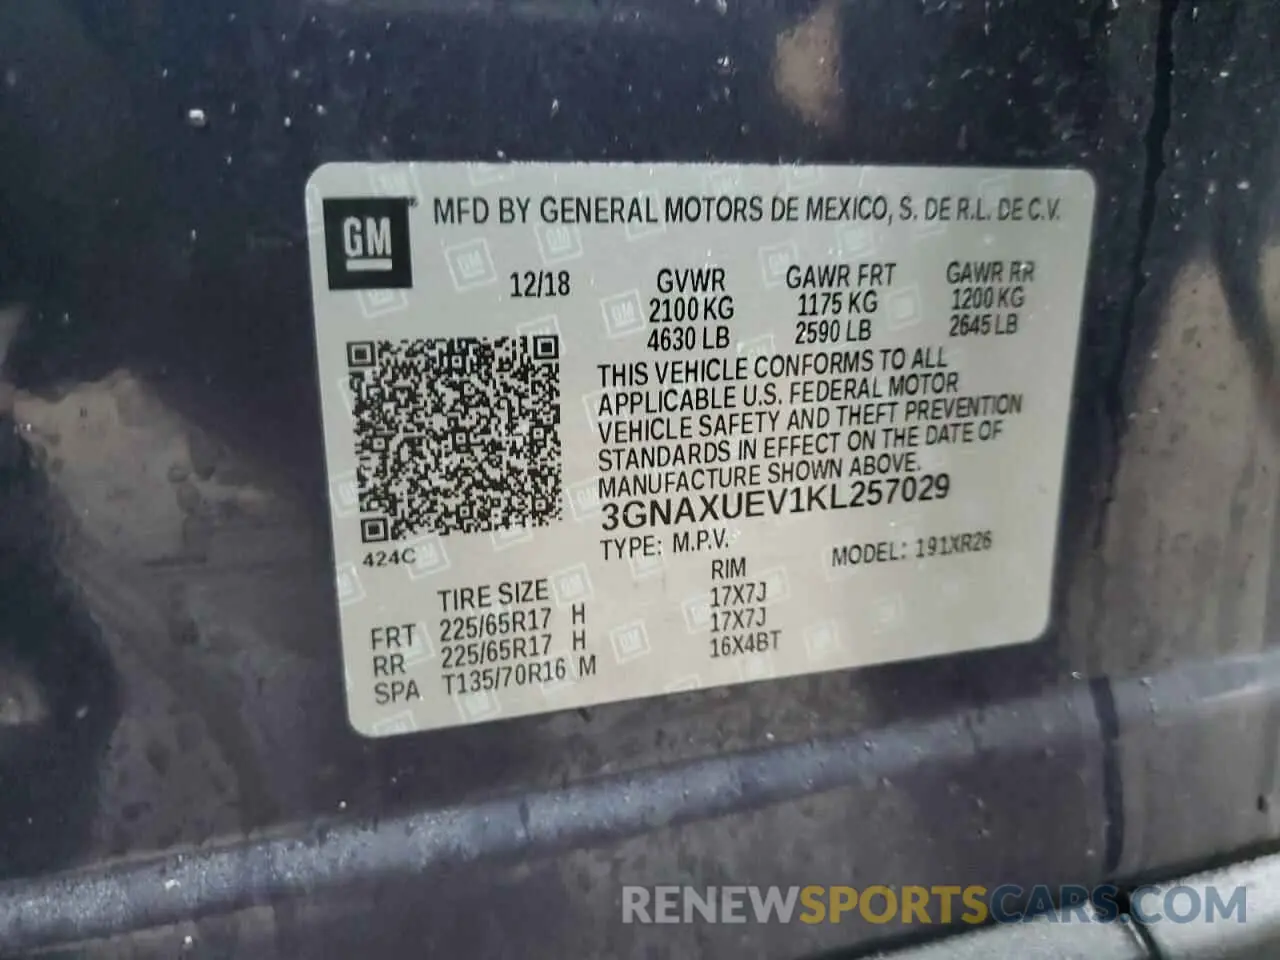 GM® MFD BY GENERAL MOTORS DE MEXICO, S. DE R.L. DE C.V.
12/18 GVWR GAWR FRT GAWR RR
2100 KG 1175 KG 1200 KG
4630 LB 2590 LB 2645 LB
THIS VEHICLE CONFORMS TO ALL
APPLICABLE U.S. FEDERAL MOTOR
VEHICLE SAFETY AND THEFT PREVENTION
STANDARDS IN EFFECT ON THE DATE OF
MANUFACTURE SHOWN ABOVE.
3GNAXUEV1KL257029
424C
TYPE: M.P.V. MODEL: 191XR26
TIRE SIZE RIM
FRT 225/65R17 H 17X7J
RR 225/65R17 H 17X7J
SPA T135/70R16 M 16X4BT
RENEWSPORTSCARS.COM